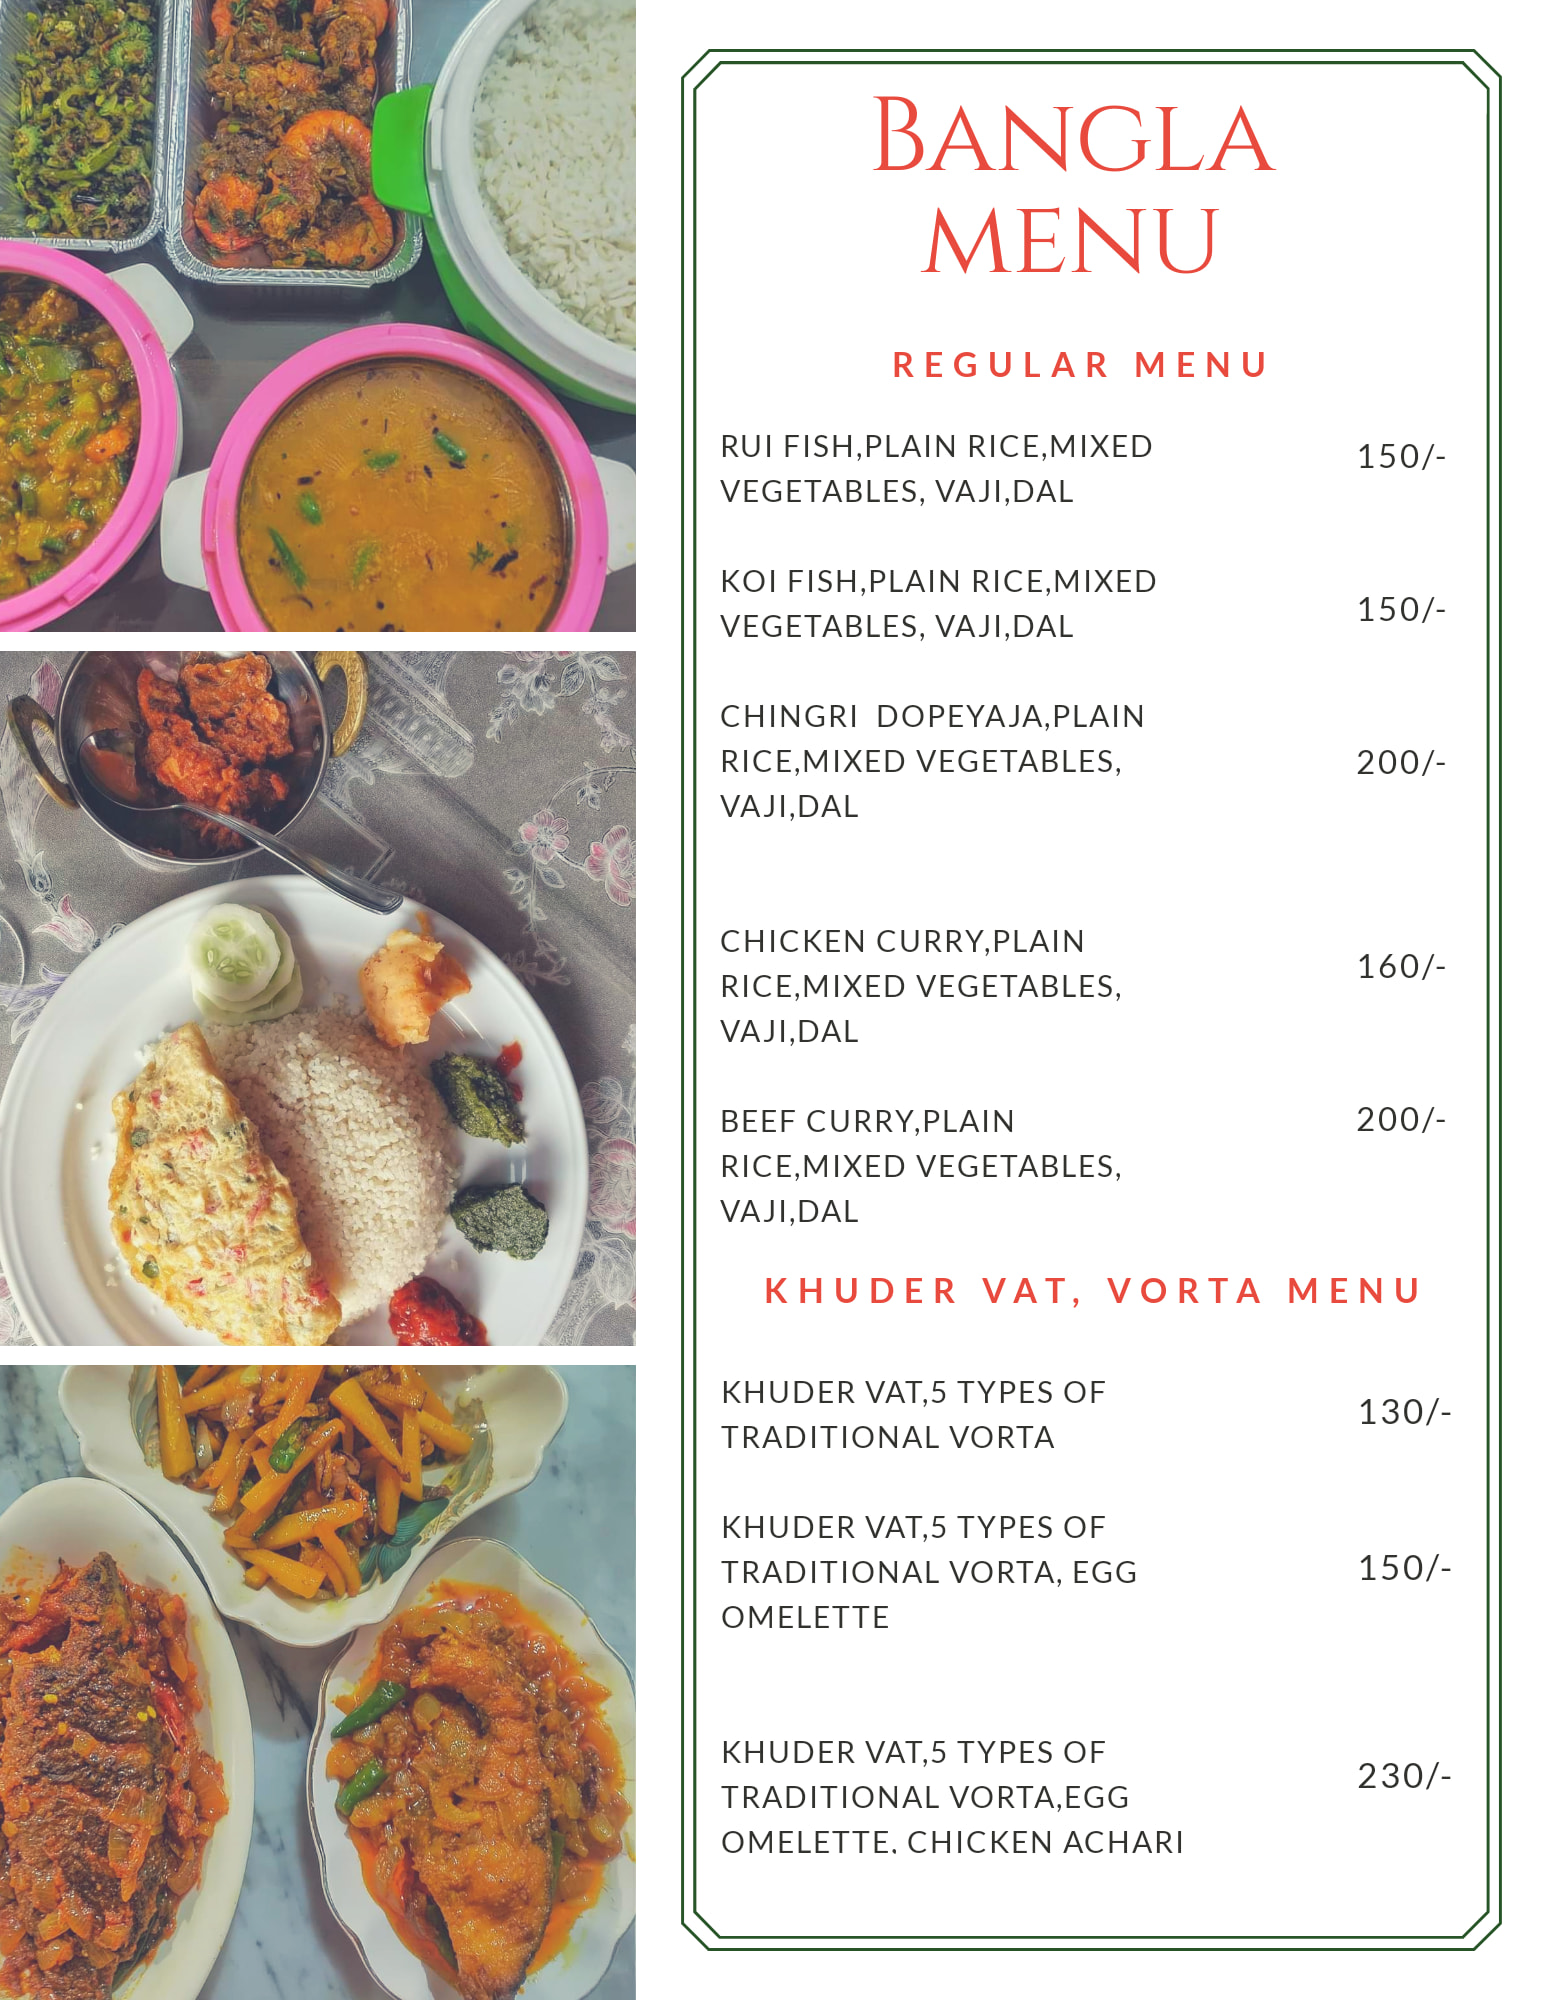 BANGLA
MENU
REGULAR MENU
RUI FISH,PLAIN RICE,MIXED
VEGETABLES, VAJI,DAL
150/-
KOI FISH,PLAIN RICE,MIXED
VEGETABLES, VAJI,DAL
150/-
CHINGRI  DOPEYAJA,PLAIN
RICE,MIXED VEGETABLES,
VAJI,DAL
200/-
CHICKEN CURRY,PLAIN
RICE,MIXED VEGETABLES,
VAJI,DAL
160/-
BEEF CURRY,PLAIN
RICE,MIXED VEGETABLES,
VAJI,DAL
200/-
KHUDER VAT, VORTA MENU
KHUDER VAT,5 TYPES OF
TRADITIONAL VORTA
130/-
KHUDER VAT,5 TYPES OF
TRADITIONAL VORTA, EGG
OMELETTE
150/-
KHUDER VAT,5 TYPES OF
TRADITIONAL VORTA,EGG
OMELETTE, CHICKEN ACHARI
230/-